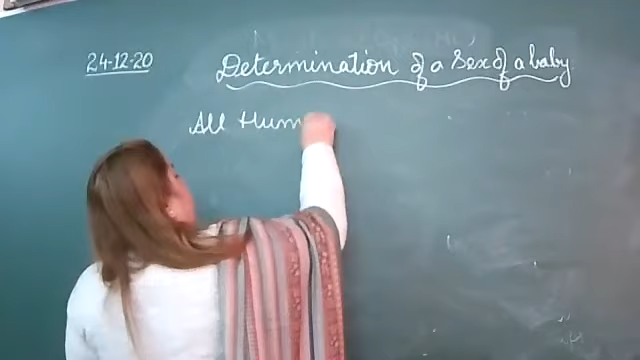 24-12-20
Determination of a Sex of a baby
All Hum